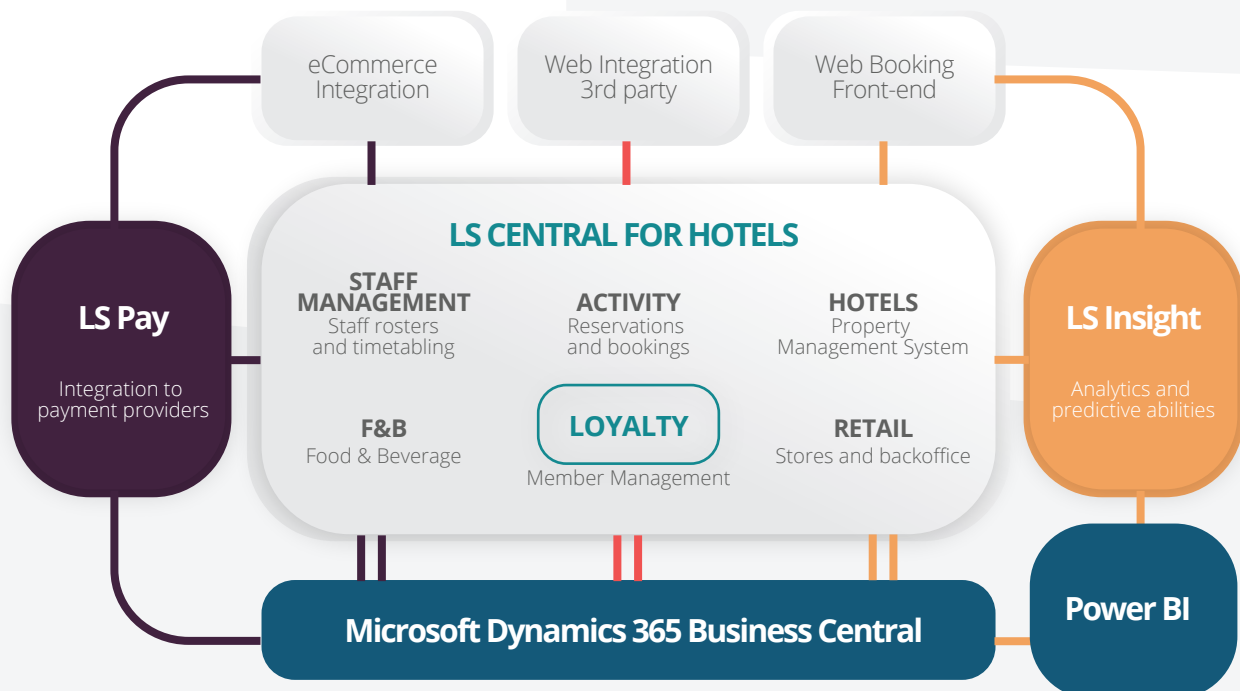 eCommerce
Integration
Web Integration
3rd party
Web Booking
Front-end
LS Pay
Integration to
payment providers
LS CENTRAL FOR HOTELS
STAFF
MANAGEMENT
Staff rosters
and timetabling
ACTIVITY
Reservations
and bookings
HOTELS
Property
Management System
F&B
Food & Beverage
LOYALTY
Member Management
RETAIL
Stores and backoffice
LS Insight
Analytics and
predictive abilities
Microsoft Dynamics 365 Business Central
Power BI